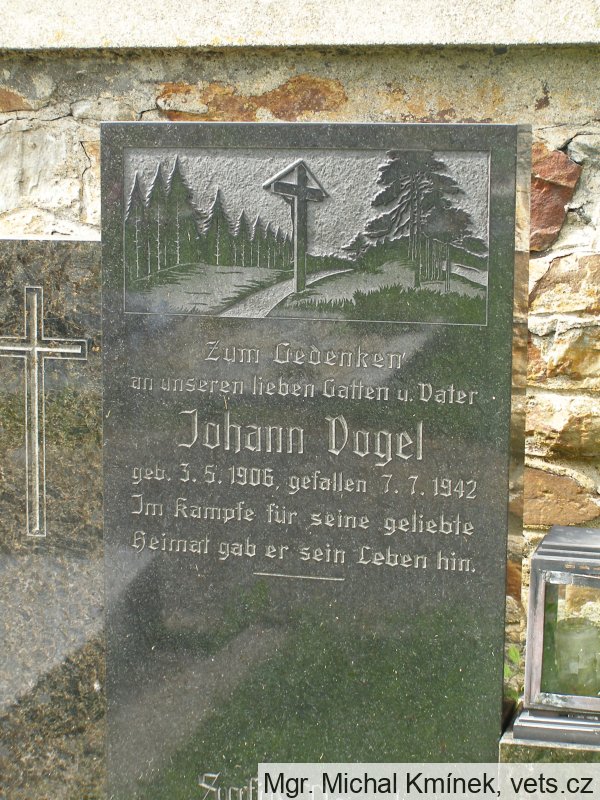 Zum Gedenken
an unseren lieben Gatten u. Vater
Johann Vogel
geb. 3. 5. 1906, gefallen 7. 7. 1942
Im Kampfe für seine geliebte
Heimat gab er sein Leben hin.
Mgr. Michal Kmínek, vets.cz